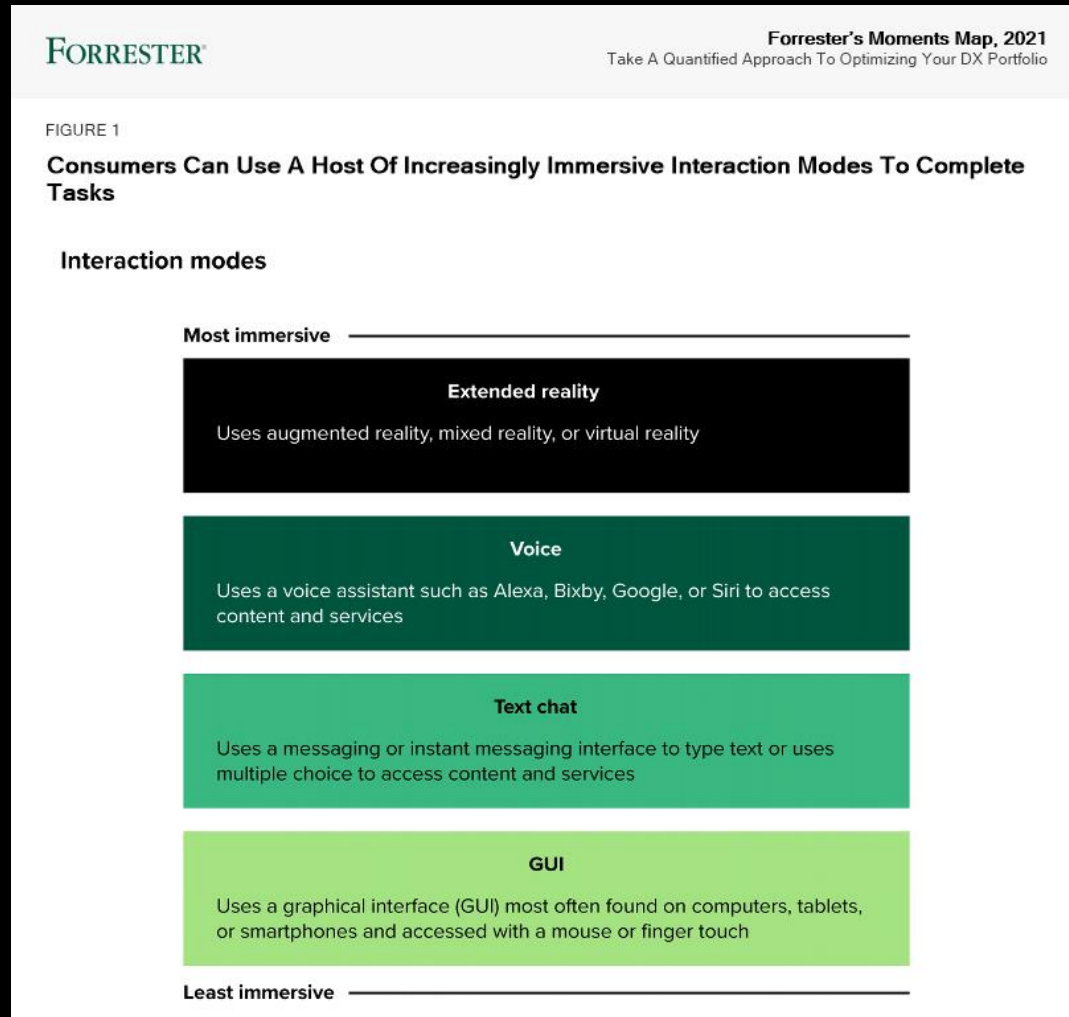 FORRESTER®
Forrester's Moments Map, 2021
Take A Quantified Approach To Optimizing Your DX Portfolio
FIGURE 1
Consumers Can Use A Host Of Increasingly Immersive Interaction Modes To Complete
Tasks
Interaction modes
Most immersive
Extended reality
Uses augmented reality, mixed reality, or virtual reality
Voice
Uses a voice assistant such as Alexa, Bixby, Google, or Siri to access
content and services
Text chat
Uses a messaging or instant messaging interface to type text or uses
multiple choice to access content and services
GUI
Uses a graphical interface (GUI) most often found on computers, tablets,
or smartphones and accessed with a mouse or finger touch
Least immersive